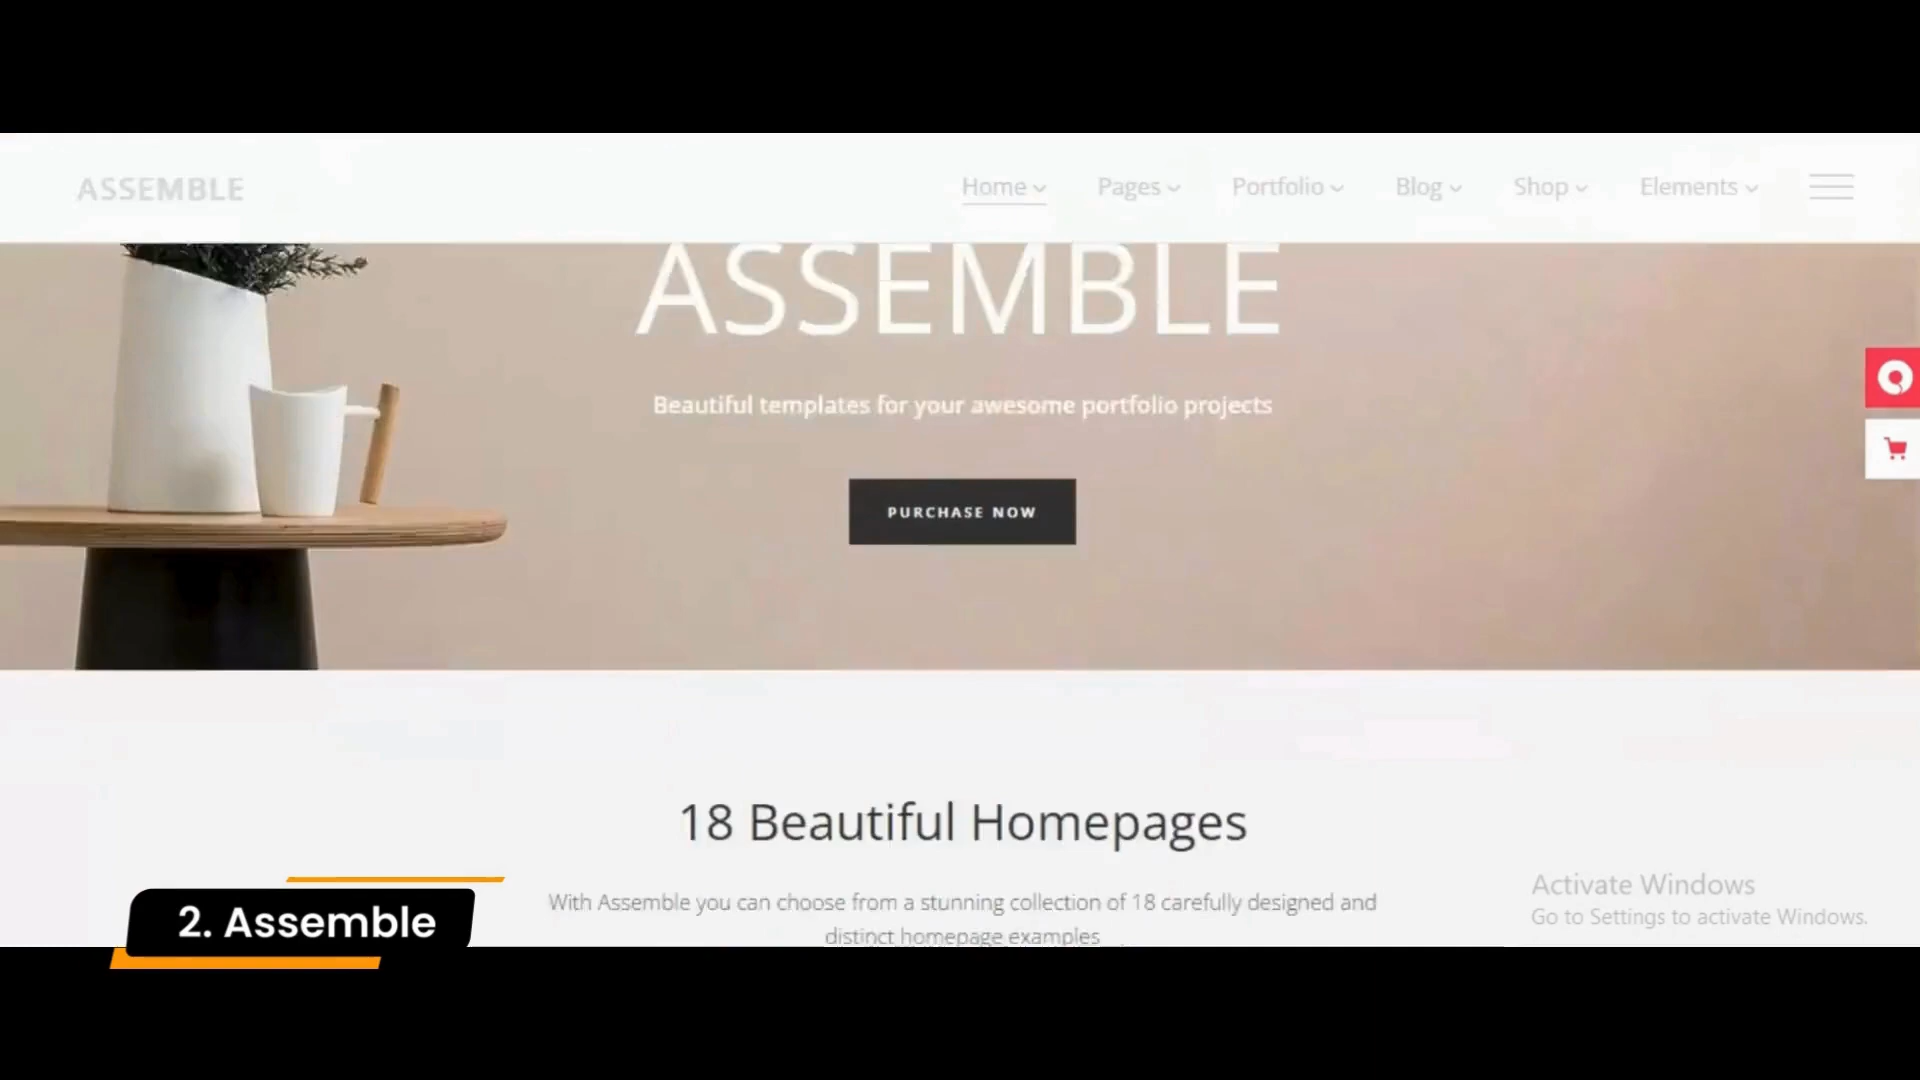 ASSEMBLE
Home Pages Portfolio Blog Shop Elements
ASSEMBLE
Beautiful templates for your awesome portfolio projects
PURCHASE NOW
18 Beautiful Homepages
With Assemble you can choose from a stunning collection of 18 carefully designed and
distinct homepage examples
Activate Windows
Go to Settings to activate Windows.
2. Assemble